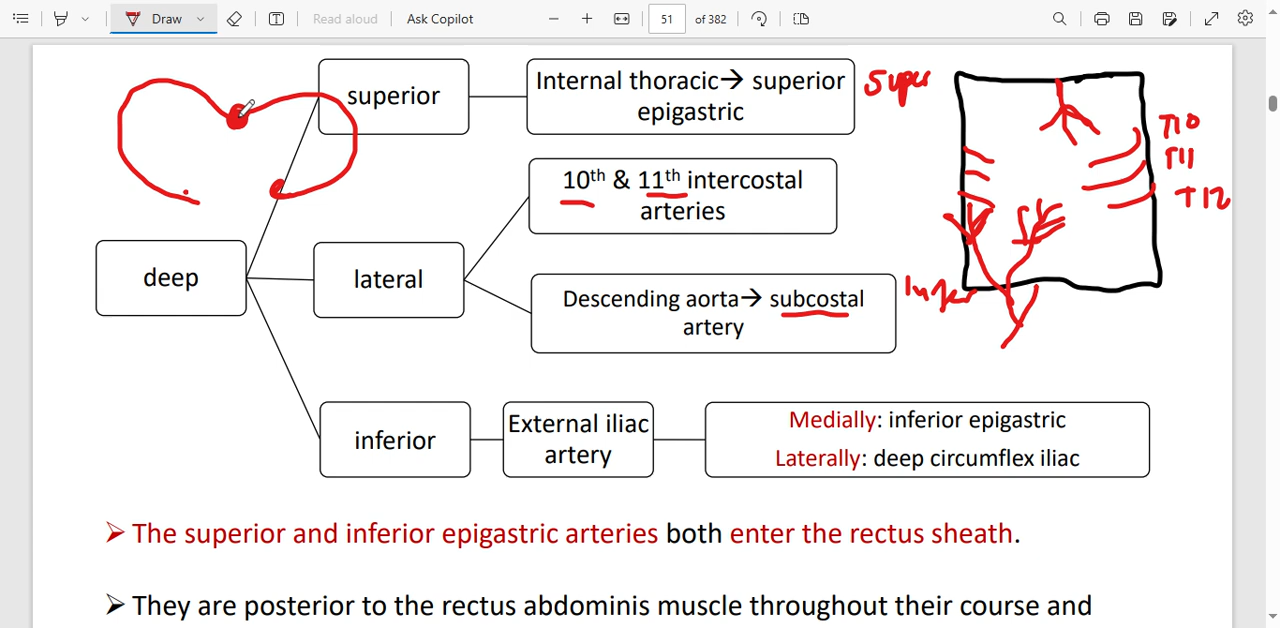 Draw
Read aloud
Ask Copilot
51 of 382
superior
Internal thoracic→ superior
epigastric
Super
10th & 11th intercostal
arteries
T10
T11
T12
deep
lateral
Descending aorta→ subcostal
artery
Infer
inferior
External iliac
artery
Medially: inferior epigastric
Laterally: deep circumflex iliac
➢ The superior and inferior epigastric arteries both enter the rectus sheath.
➢ They are posterior to the rectus abdominis muscle throughout their course and